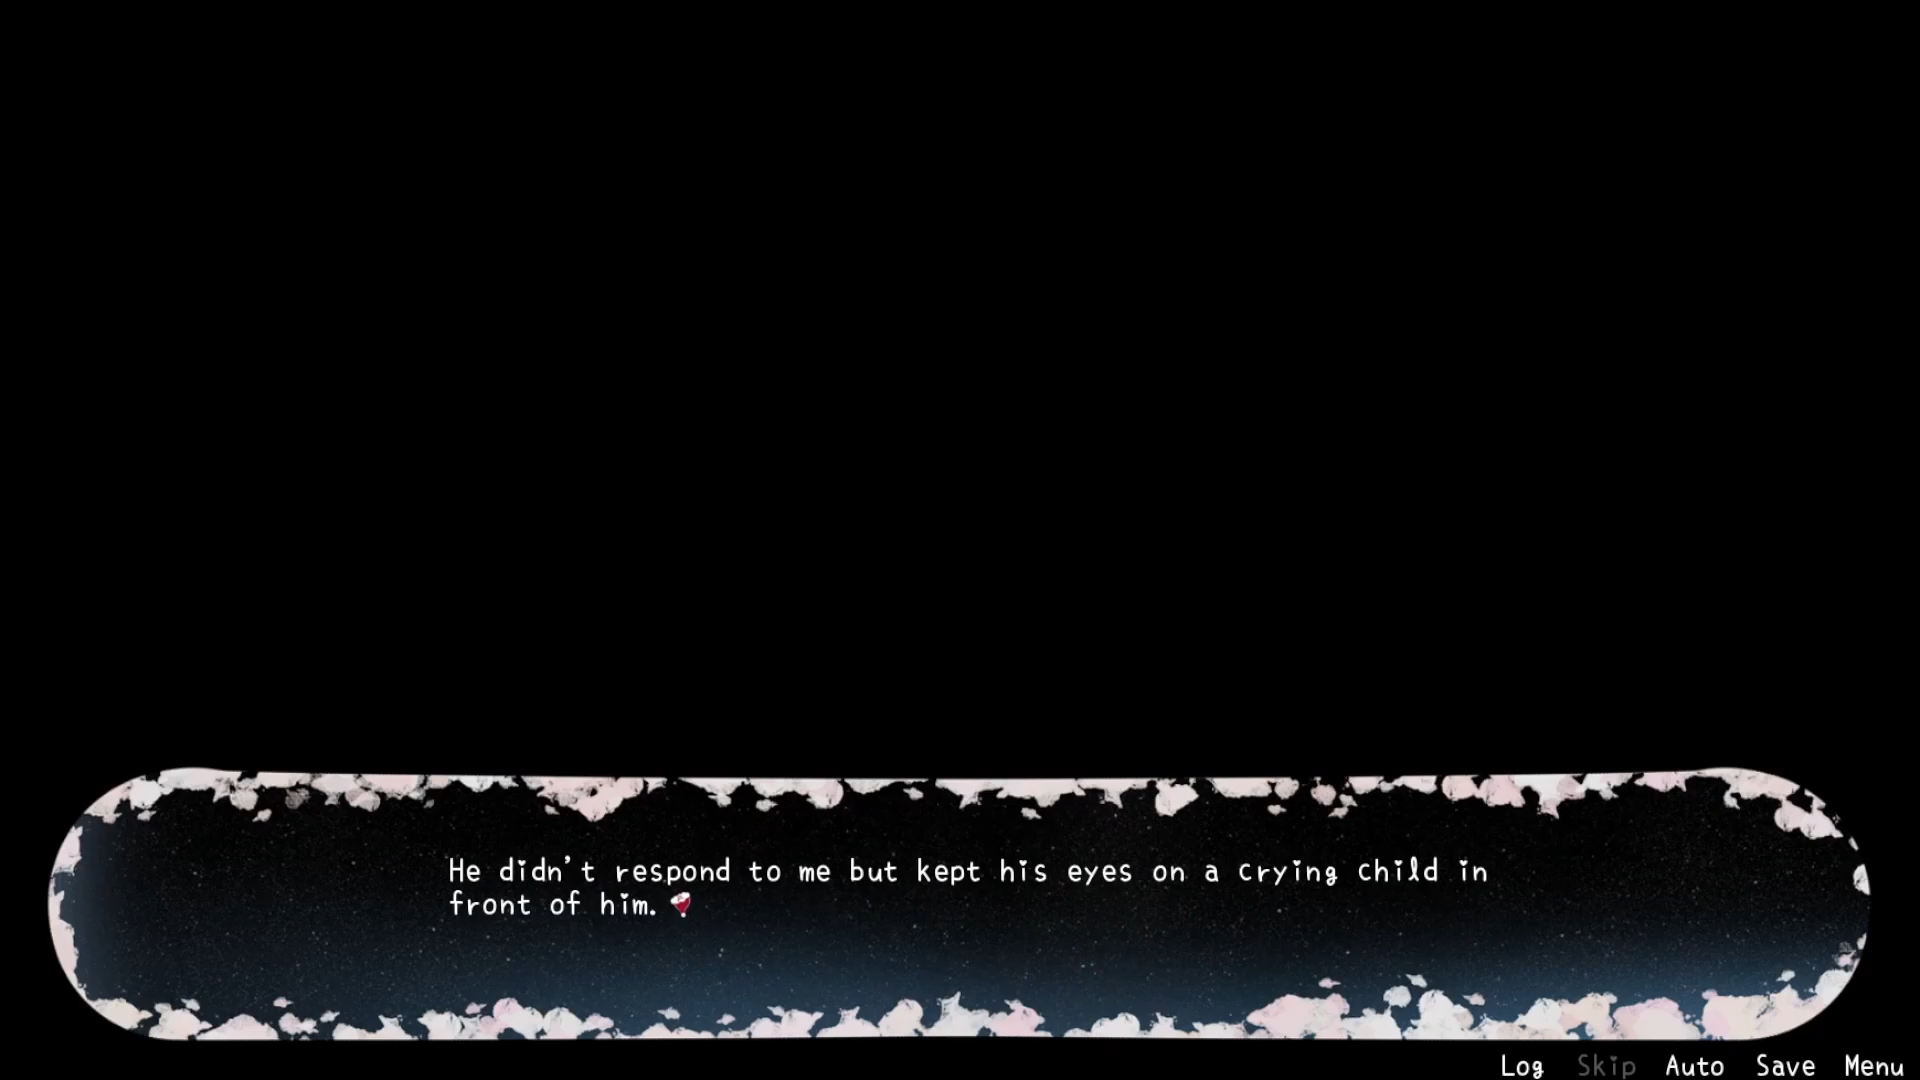 He didn't respond to me but kept his eyes on a crying child in
front of him.
Log Skip Auto Save Menu